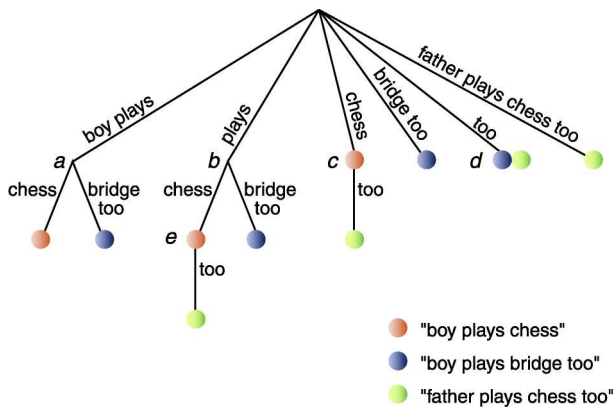 boy plays
plays
chess
bridge too
too
father plays chess too
a
b
c
d
chess
bridge
too
chess
bridge
too
too
e
too
"boy plays chess"
"boy plays bridge too"
"father plays chess too"